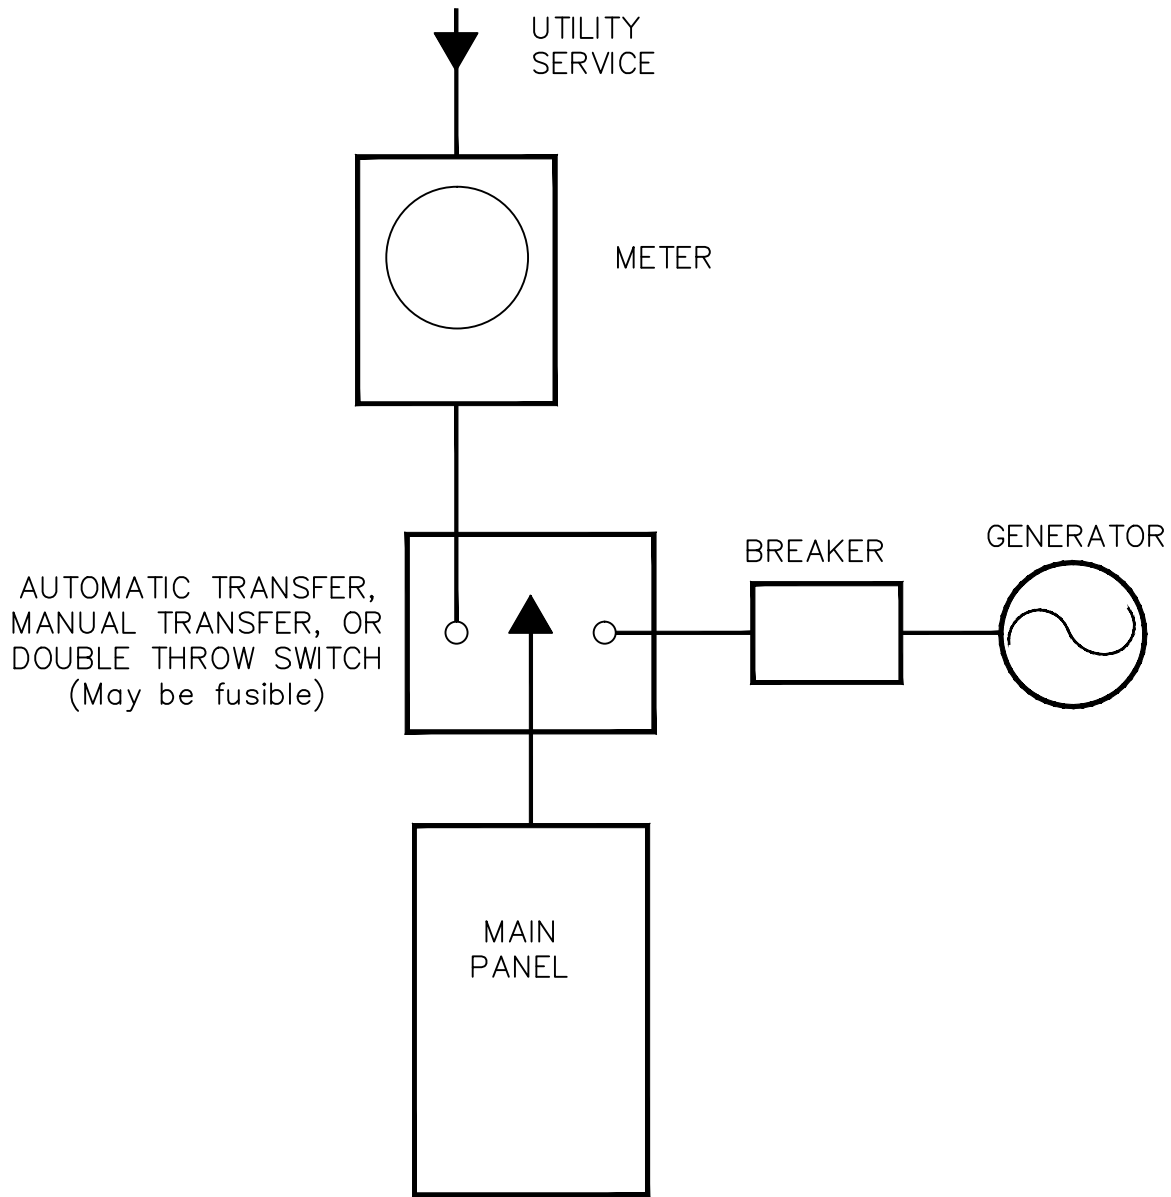 UTILITY
SERVICE
METER
GENERATOR
BREAKER
AUTOMATIC TRANSFER,
MANUAL TRANSFER, OR
DOUBLE THROW SWITCH
(May be fusible)
MAIN
PANEL